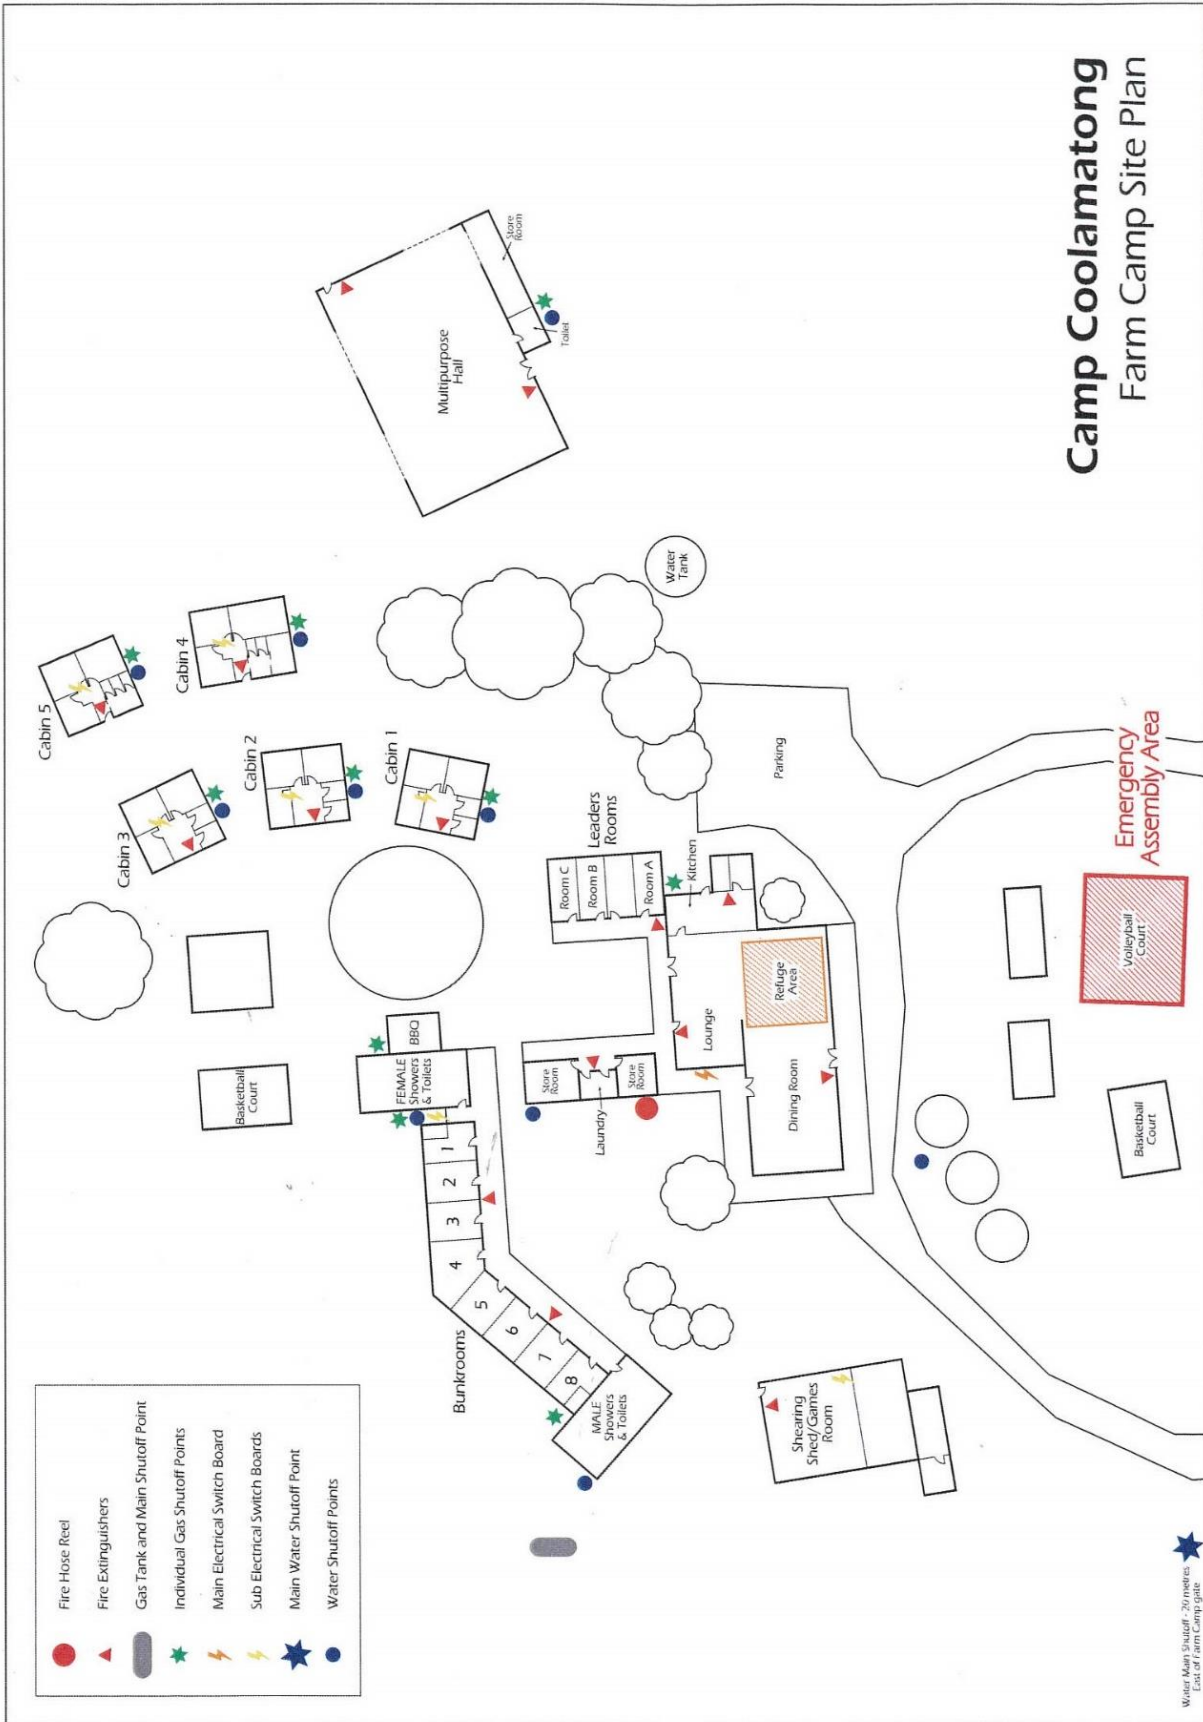 Camp Coolamatong
Farm Camp Site Plan
Fire Hose Reel
Fire Extinguishers
Gas Tank and Main Shutoff Point
Individual Gas Shutoff Points
Main Electrical Switch Board
Sub Electrical Switch Boards
Main Water Shutoff Point
Water Shutoff Points
Cabin 5
Cabin 4
Cabin 3
Cabin 2
Cabin 1
Multipurpose
Hall
Store
Room
Toilet
Water
Tank
Basketball
Court
BBQ
FEMALE
Showers
& Toilets
Bunkrooms
1
2
3
4
5
6
7
8
MALE
Showers
& Toilets
Leaders
Rooms
Room C
Room B
Room A
Kitchen
Parking
Store
Room
Laundry
Store
Room
Lounge
Refuge
Area
Dining Room
Shearing
Shed/Games
Room
Emergency
Assembly Area
Volleyball
Court
Basketball
Court
Water Main Shutoff - 20 metres
East of Farm Camp gate